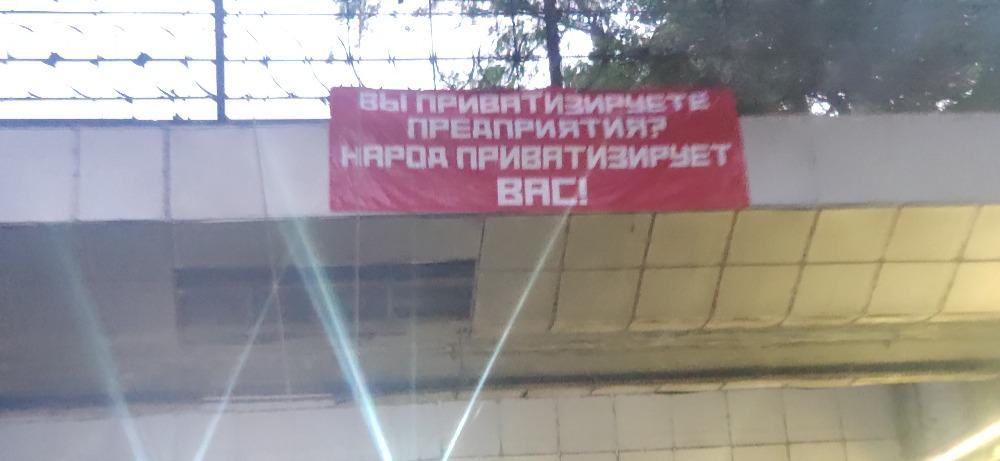 ВЫ ПРИВАТИЗИРУЕТЕ
ПРЕДПРИЯТИЯ?
НАРОД ПРИВАТИЗИРУЕТ
ВАС!